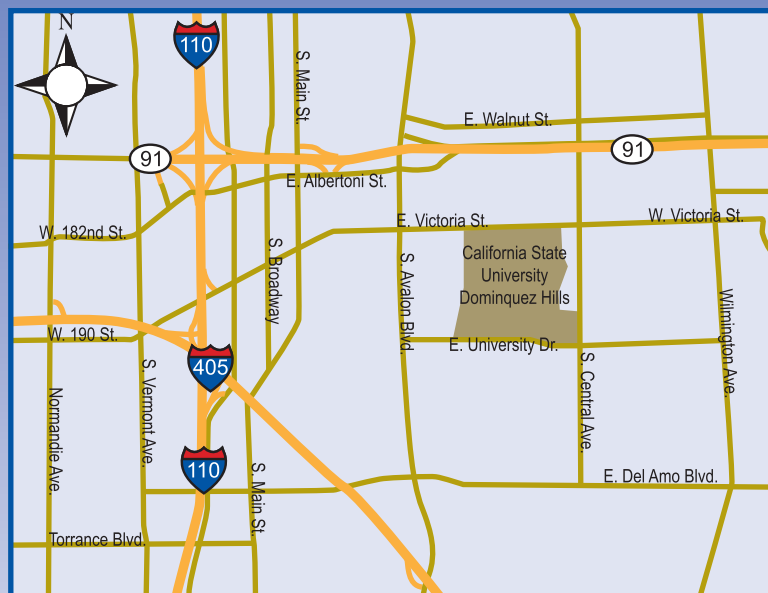 N
110
S. Main St.
E. Walnut St.
91
91
E. Albertoni St.
W. 182nd St.
E. Victoria St.
W. Victoria St.
California State
University
Dominquez Hills
S. Broadway
S. Avalon Blvd.
Wilmington Ave.
W. 190 St.
E. University Dr.
405
S. Vermont Ave.
S. Central Ave.
Normandie Ave.
110
S. Main St.
E. Del Amo Blvd.
Torrance Blvd.